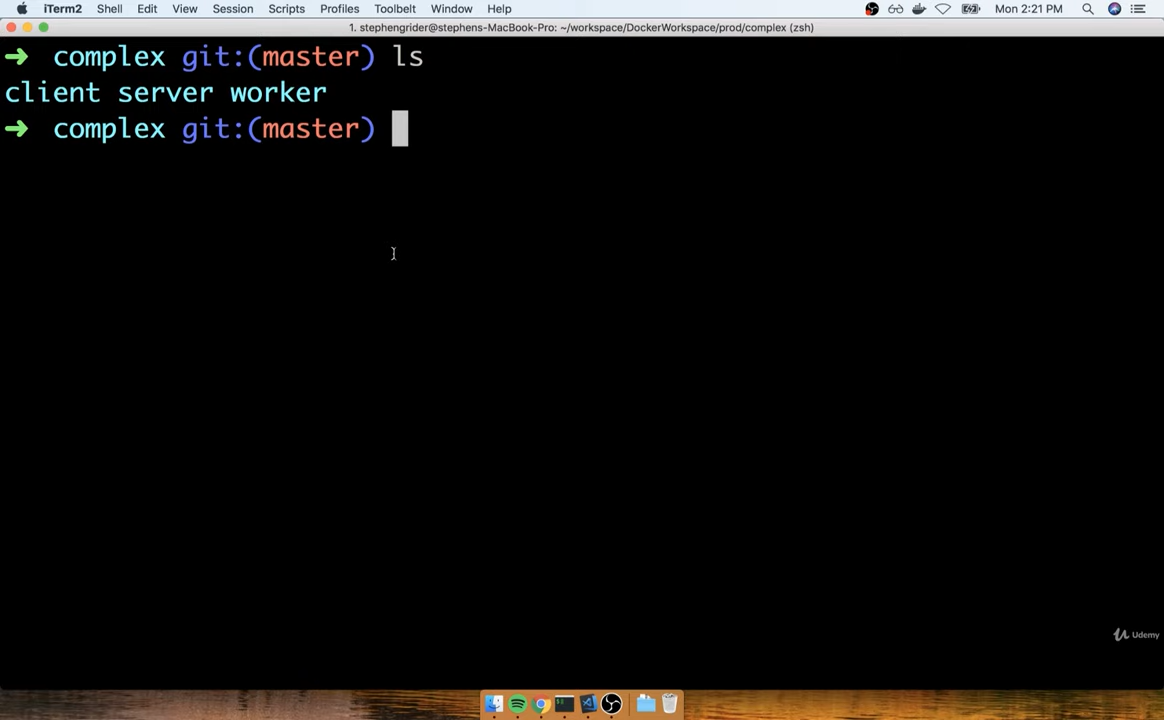 iTerm2 Shell Edit View Session Scripts Profiles Toolbelt Window Help Mon 2:21 PM
1. stephengrider@stephens-MacBook-Pro: ~/workspace/DockerWorkspace/prod/complex (zsh)
➜ complex git:(master) ls
client server worker
➜ complex git:(master)
Udemy